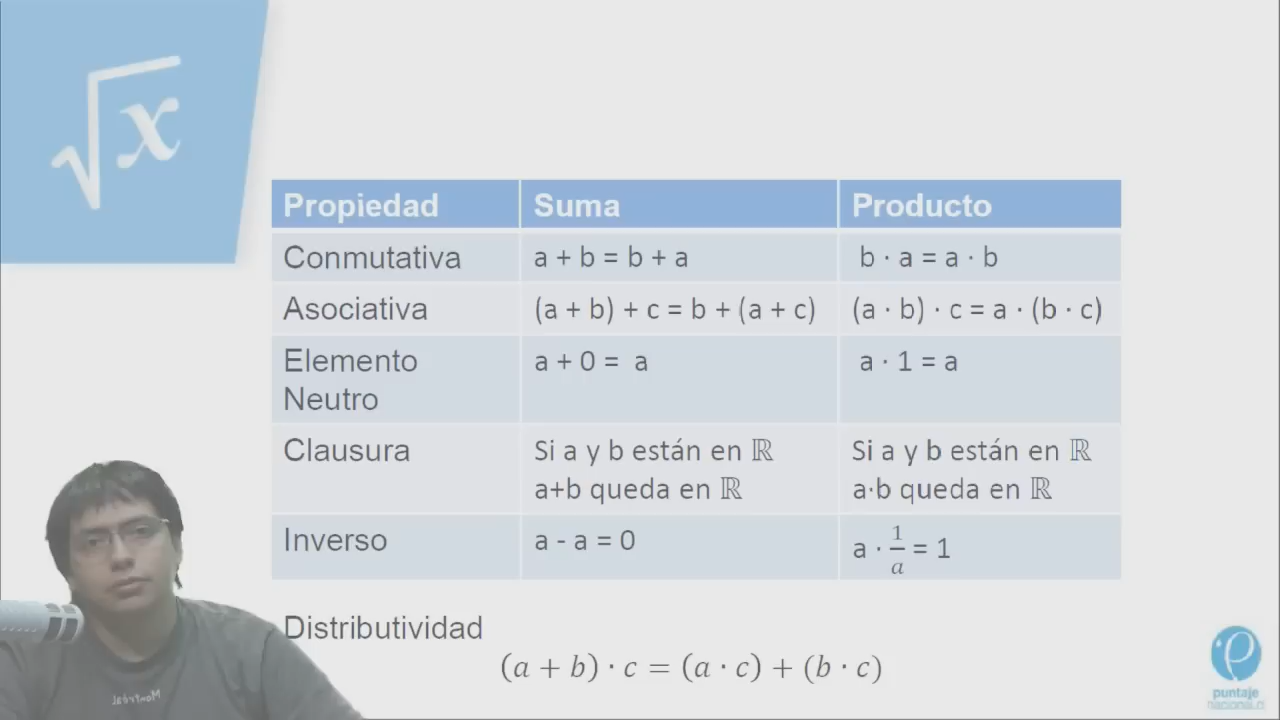 √x
Propiedad Suma Producto
Conmutativa a + b = b + a b · a = a · b
Asociativa (a + b) + c = b + (a + c) (a · b) · c = a · (b · c)
Elemento a + 0 = a a · 1 = a
Neutro
Clausura Si a y b están en ℝ Si a y b están en ℝ
a+b queda en ℝ a·b queda en ℝ
Inverso a - a = 0 a · 1/a = 1
Distributividad
(a + b) · c = (a · c) + (b · c)
Montréal
puntaje
nacional.cl